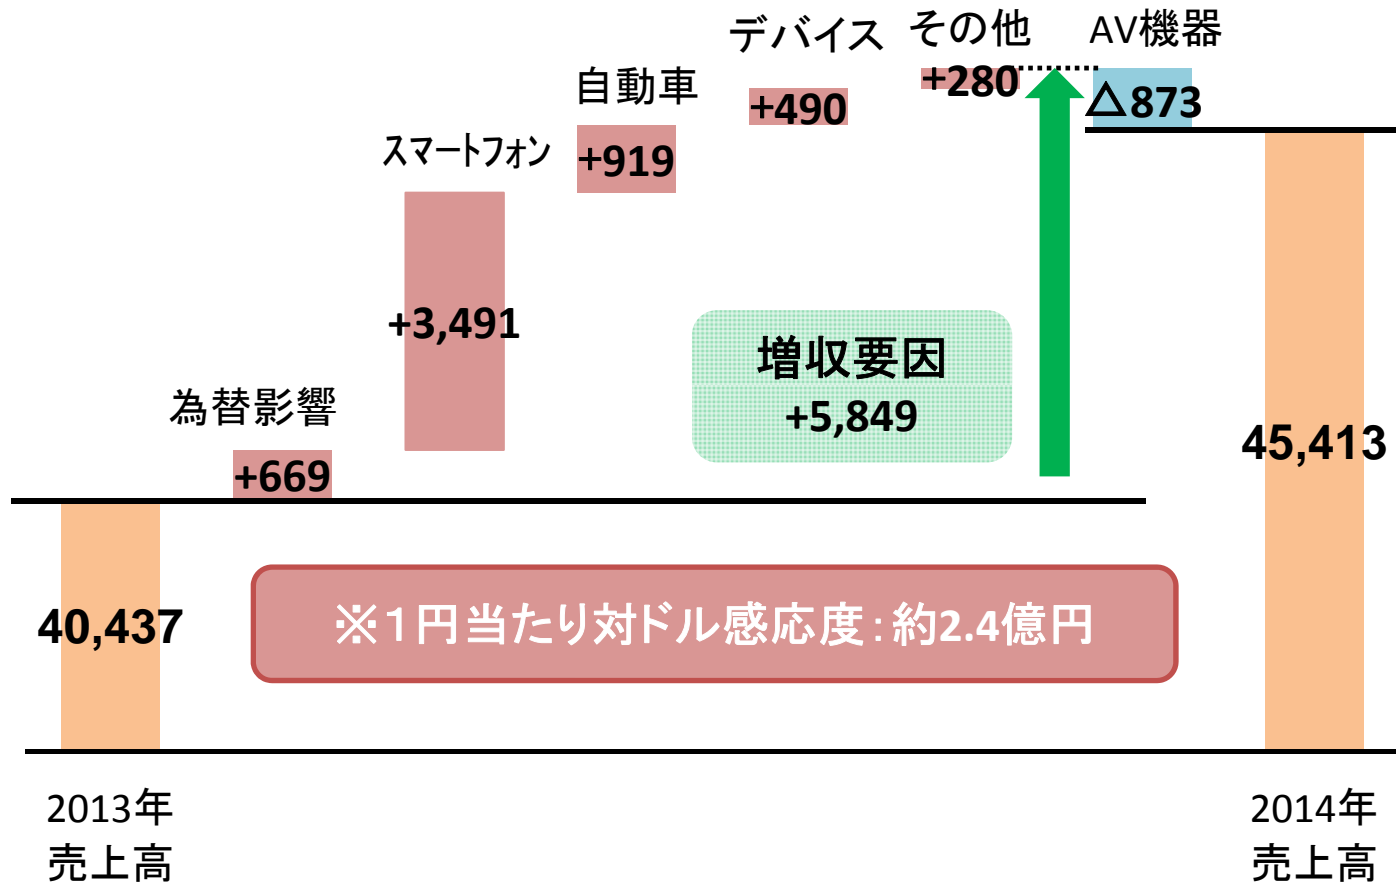 デバイス
その他
AV機器
自動車
+490
+280
△873
スマートフォン
+919
+3,491
増収要因
+5,849
為替影響
+669
45,413
40,437
※１円当たり対ドル感応度：約2.4億円
2013年
売上高
2014年
売上高